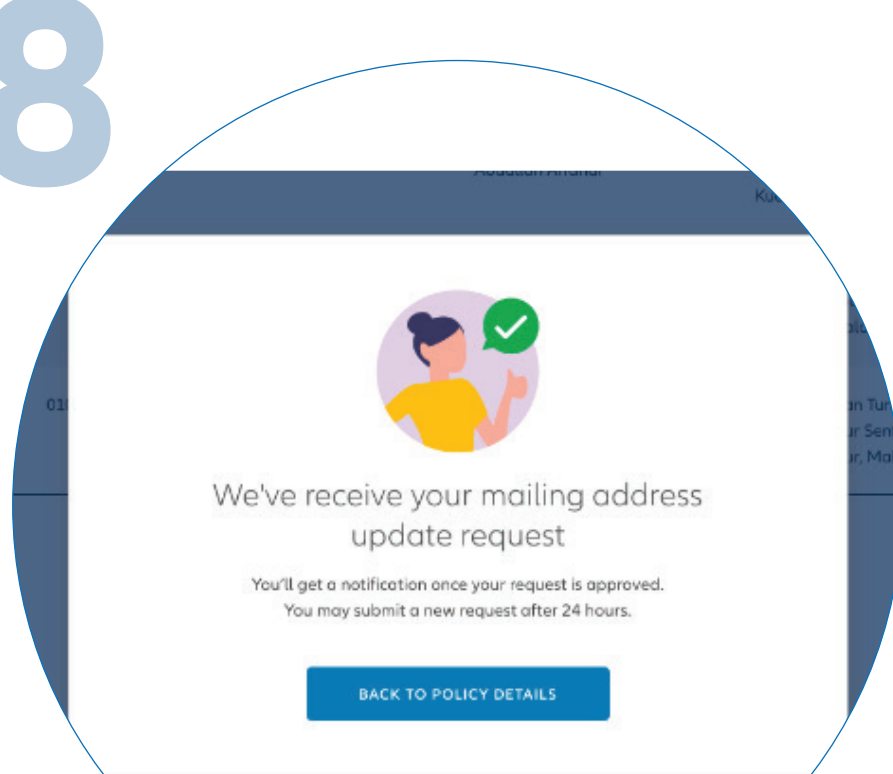 8
We've receive your mailing address
update request
You'll get a notification once your request is approved.
You may submit a new request after 24 hours.
BACK TO POLICY DETAILS